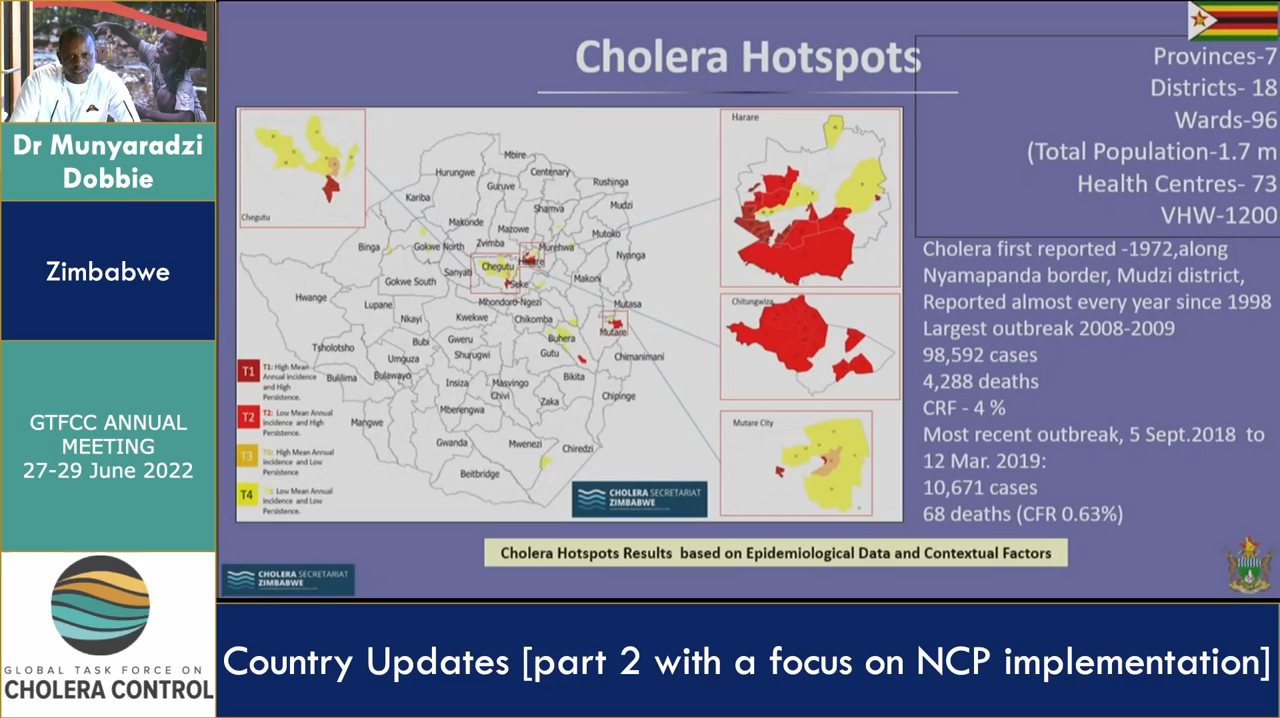 Dr Munyaradzi
Dobbie
Zimbabwe
GTFCC ANNUAL
MEETING
27-29 June 2022
GLOBAL TASK FORCE ON
CHOLERA CONTROL
Cholera Hotspots
Provinces-7
Districts- 18
Wards-96
(Total Population-1.7 m
Health Centres- 73
VHW-1200
Cholera first reported -1972,along
Nyamapanda border, Mudzi district,
Reported almost every year since 1998
Largest outbreak 2008-2009
98,592 cases
4,288 deaths
CRF - 4 %
Most recent outbreak, 5 Sept.2018 to
12 Mar. 2019:
10,671 cases
68 deaths (CFR 0.63%)
Chegutu
Harare
Chitungwiza
Mutare City
Mbire
Hurungwe
Centenary
Guruve
Rushinga
Kariba
Shamva
Mudzi
Makonde
Mazowe
Mutoko
Binga
Gokwe North
Zvimba
Murehwa
Nyanga
Sanyati
Chegutu
Harare
Gokwe South
Seke
Makoni
Hwange
Lupane
Mhondoro-Ngezi
Mutasa
Nkayi
Kwekwe
Chikomba
Mutare
Bubi
Gweru
Buhera
Tsholotsho
Umguza
Shurugwi
Gutu
Chimanimani
Bulilima
Bulawayo
Insiza
Masvingo
Bikita
Chivi
Zaka
Chipinge
Mangwe
Mberengwa
Gwanda
Mwenezi
Chiredzi
Beitbridge
T1
T1: High Mean
Annual Incidence
and High
Persistence.
T2
T2: Low Mean Annual
Incidence and High
Persistence.
T3
T3: High Mean Annual
Incidence and Low
Persistence.
T4
Low Mean Annual
Incidence and Low
Persistence.
CHOLERA SECRETARIAT
ZIMBABWE
Cholera Hotspots Results based on Epidemiological Data and Contextual Factors
CHOLERA SECRETARIAT
ZIMBABWE
Country Updates [part 2 with a focus on NCP implementation]